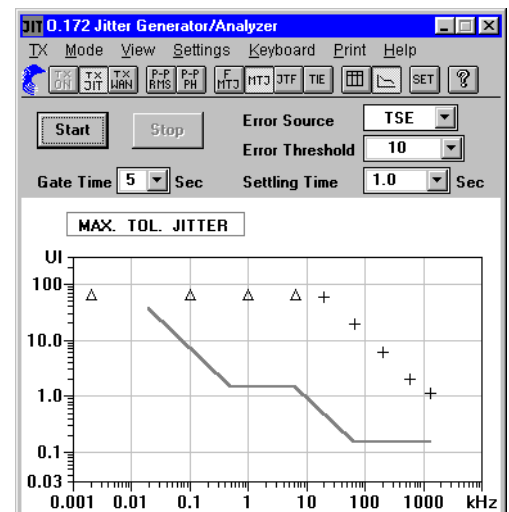 JIT O.172 Jitter Generator/Analyzer
TX Mode View Settings Keyboard Print Help
TX ON TX JIT TX WAN P-P RMS P-P PH F MTJ MTJ JTF TIE SET ?
Start Stop Error Source TSE
Error Threshold 10
Gate Time 5 Sec Settling Time 1.0 Sec
MAX. TOL. JITTER
UI
100
10.0
1.0
0.1
0.03
0.001 0.01 0.1 1 10 100 1000 kHz